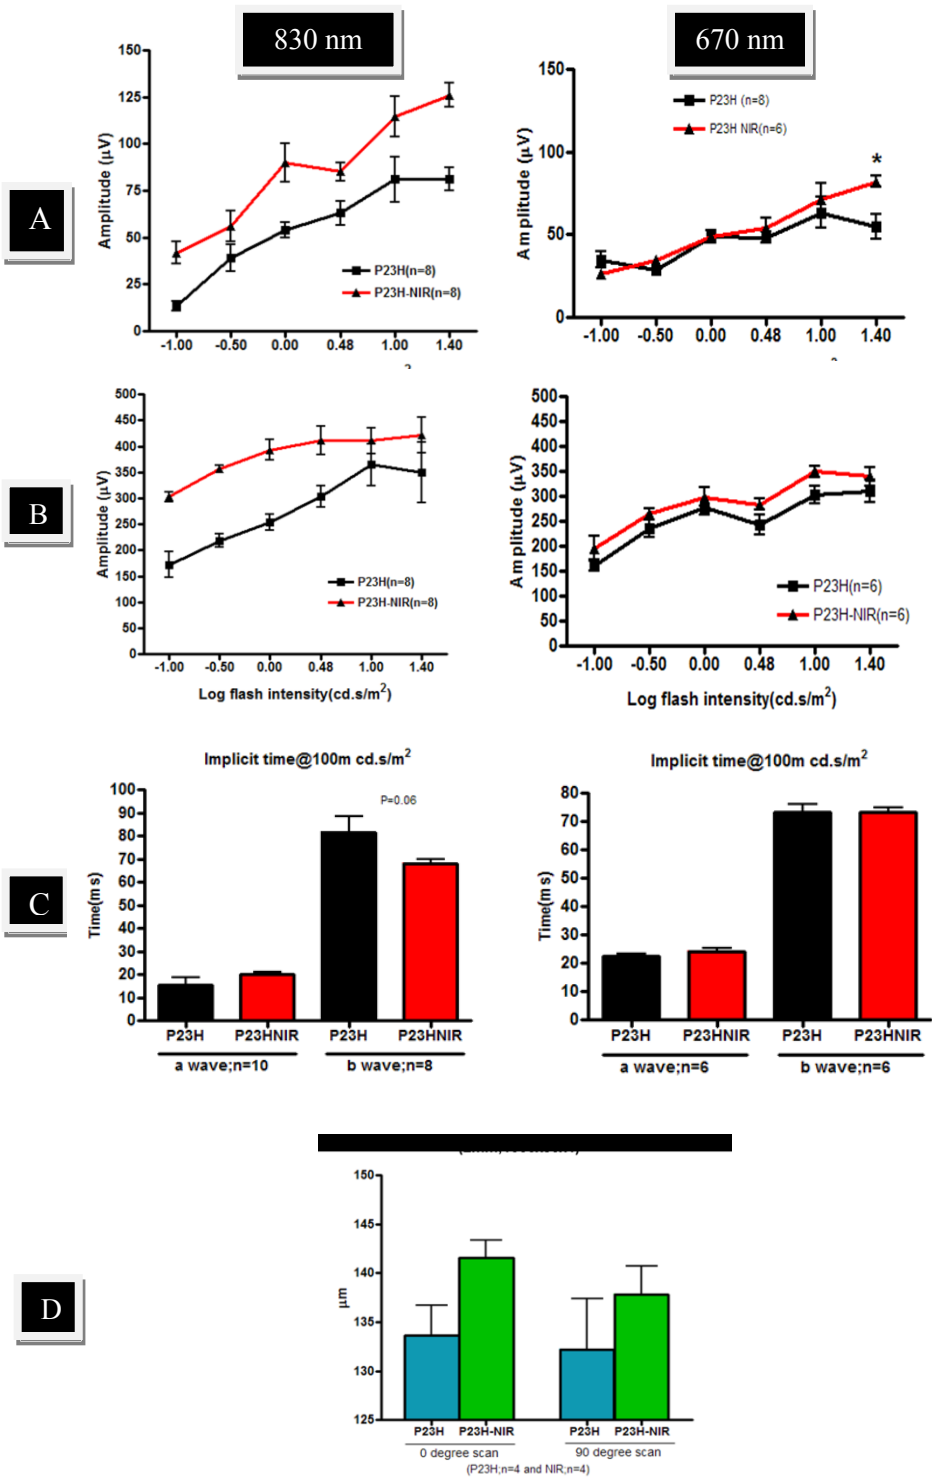 830 nm
670 nm
A
150
125
100
75
50
25
0
Amplitude (µV)
P23H(n=8)
P23H-NIR(n=8)
-1.00 -0.50 0.00 0.48 1.00 1.40
2
150
100
50
0
Amplitude (µV)
P23H (n=8)
P23H NIR(n=6)
*
-1.00 -0.50 0.00 0.48 1.00 1.40
B
500
450
400
350
300
250
200
150
100
50
0
Amplitude (µV)
P23H(n=8)
P23H-NIR(n=8)
-1.00 -0.50 0.00 0.48 1.00 1.40
Log flash intensity(cd.s/m2)
500
450
400
350
300
250
200
150
100
50
0
Amplitude (µV)
P23H(n=6)
P23H-NIR(n=6)
-1.00 -0.50 0.00 0.48 1.00 1.40
Log flash intensity(cd.s/m2)
C
Implicit time@100m cd.s/m2
100
90
80
70
60
50
40
30
20
10
0
Time(ms)
P=0.06
P23H P23HNIR P23H P23HNIR
a wave;n=10 b wave;n=8
Implicit time@100m cd.s/m2
80
70
60
50
40
30
20
10
0
Time(ms)
P23H P23HNIR P23H P23HNIR
a wave;n=6 b wave;n=6
D
150
145
140
135
130
125
µm
P23H P23H-NIR P23H P23H-NIR
0 degree scan 90 degree scan
(P23H;n=4 and NIR;n=4)